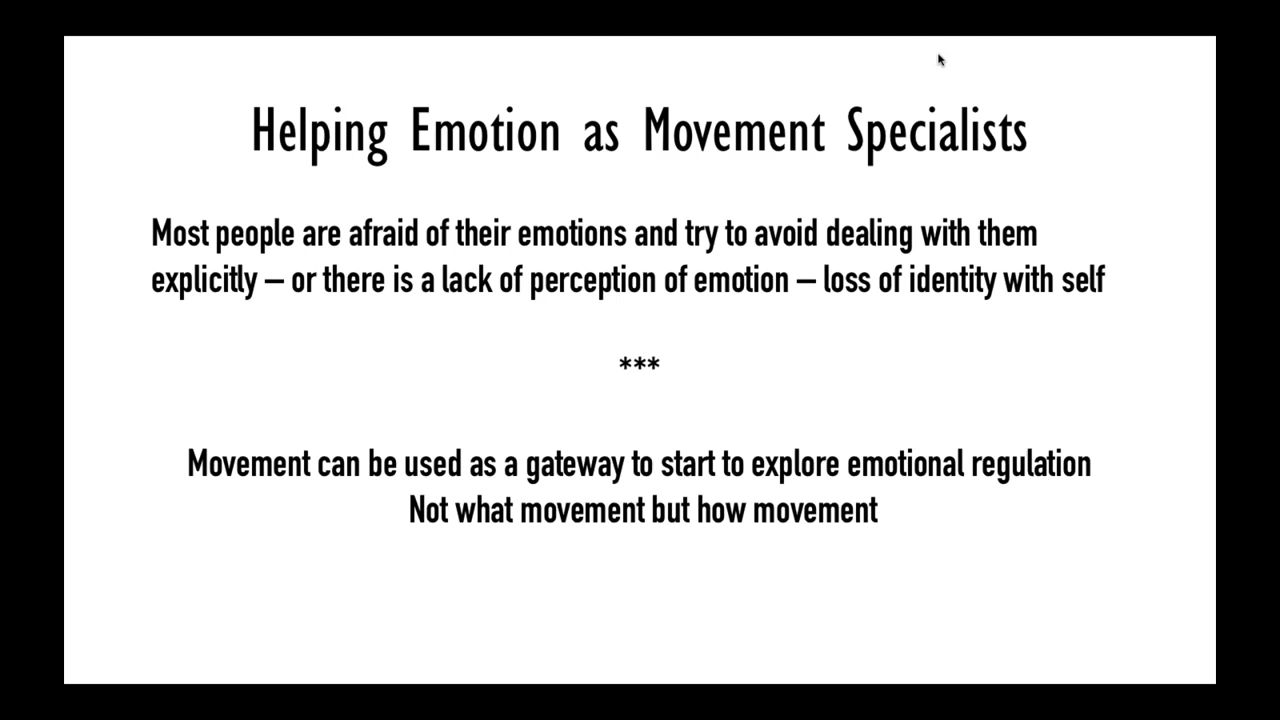 Helping Emotion as Movement Specialists
Most people are afraid of their emotions and try to avoid dealing with them
explicitly – or there is a lack of perception of emotion – loss of identity with self
***
Movement can be used as a gateway to start to explore emotional regulation
Not what movement but how movement